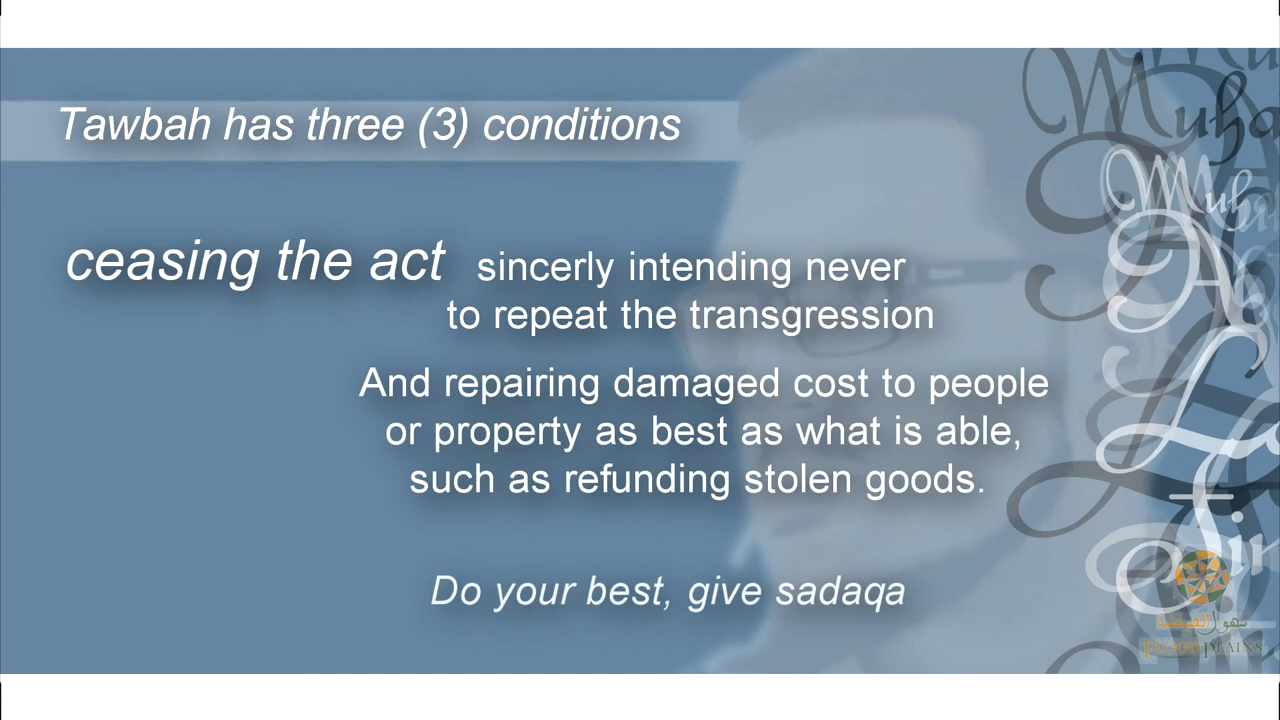 Tawbah has three (3) conditions
ceasing the act sincerly intending never
to repeat the transgression
And repairing damaged cost to people
or property as best as what is able,
such as refunding stolen goods.
Do your best, give sadaqa